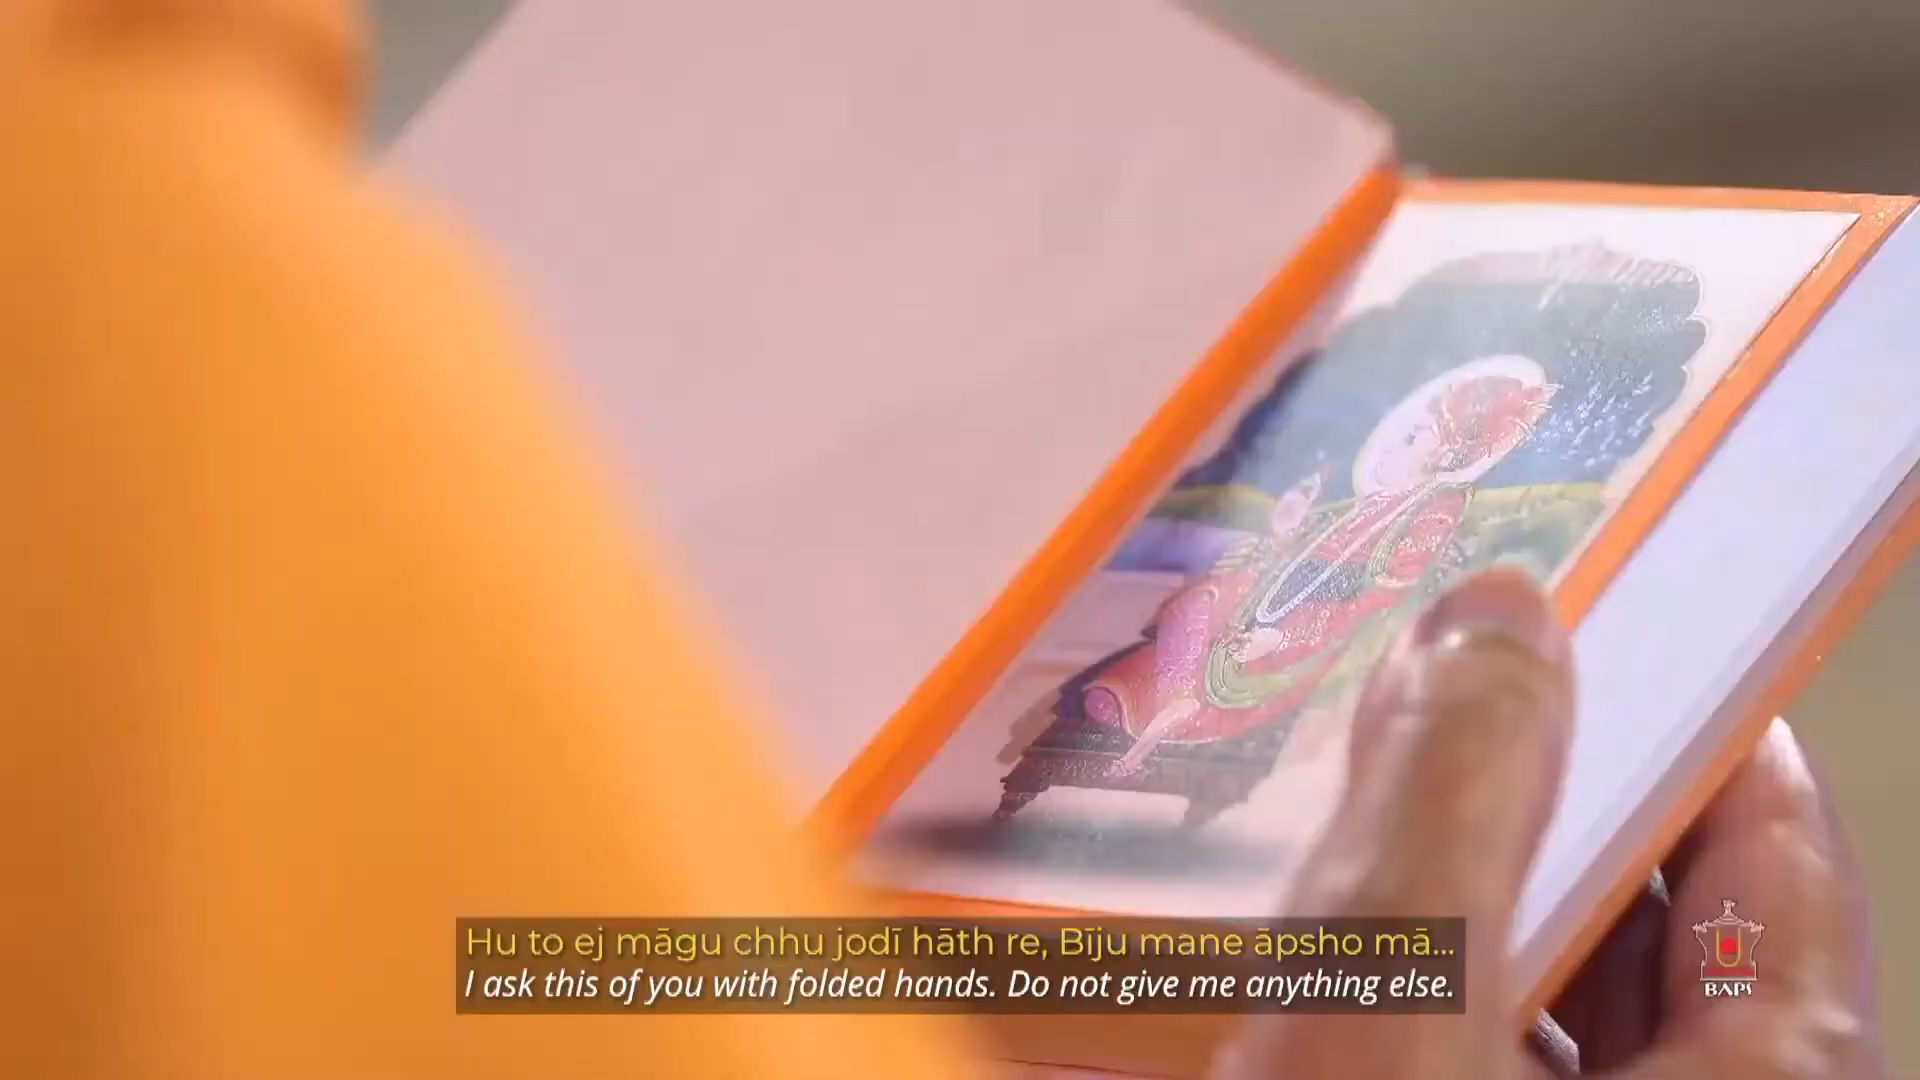 Hu to ej māgu chhu jodī hāth re, Bīju mane āpsho mā...
I ask this of you with folded hands. Do not give me anything else.
BAPS